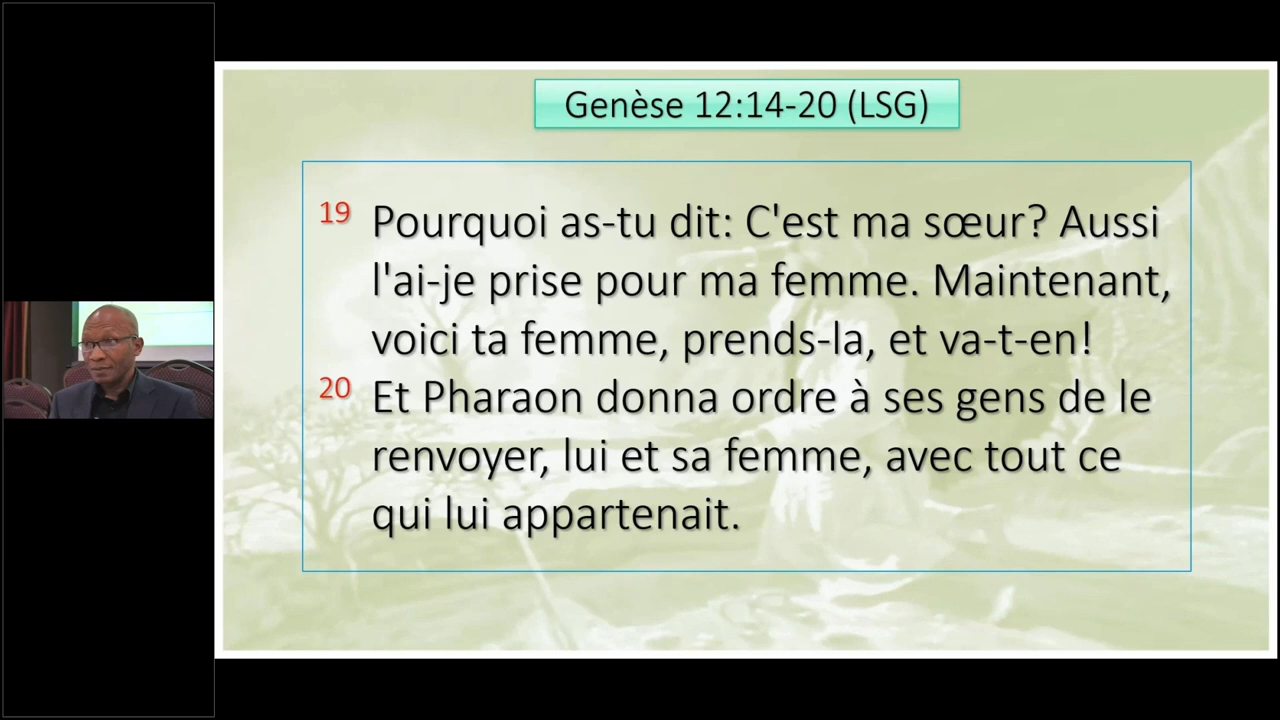 Genèse 12:14-20 (LSG)
19 Pourquoi as-tu dit: C'est ma sœur? Aussi
l'ai-je prise pour ma femme. Maintenant,
voici ta femme, prends-la, et va-t-en!
20 Et Pharaon donna ordre à ses gens de le
renvoyer, lui et sa femme, avec tout ce
qui lui appartenait.